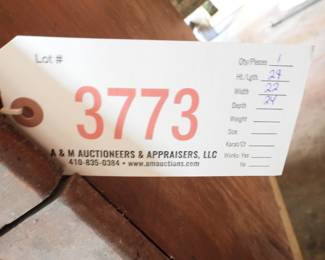 Lot #
3773
A & M AUCTIONEERS & APPRAISERS, LLC
410-835-0384 • www.amauctions.com
Qty/Pieces 1
Ht./Lgth. 29
Width 22
Depth 24
Weight
Size
Karat/Ct
Works: Yes
No